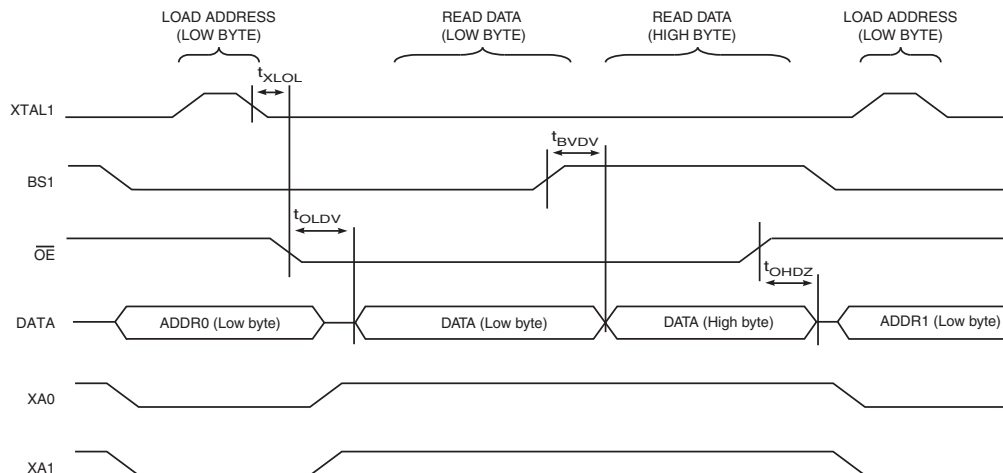 LOAD ADDRESS
(LOW BYTE)
READ DATA
(LOW BYTE)
READ DATA
(HIGH BYTE)
LOAD ADDRESS
(LOW BYTE)
tXLOL
XTAL1
tBVDV
BS1
tOLDV
OE
tOHDZ
DATA
ADDR0 (Low byte)
DATA (Low byte)
DATA (High byte)
ADDR1 (Low byte)
XA0
XA1